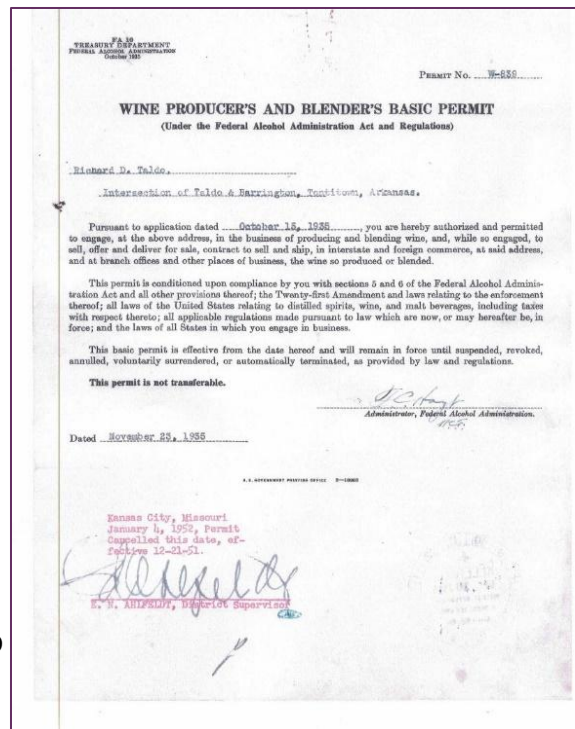 FA 10
TREASURY DEPARTMENT
FEDERAL ALCOHOL ADMINISTRATION
October 1935
PERMIT No. W-839
WINE PRODUCER'S AND BLENDER'S BASIC PERMIT
(Under the Federal Alcohol Administration Act and Regulations)
Richard D. Taldo,
Intersection of Taldo & Barrington, Tontitown, Arkansas.
Pursuant to application dated October 15, 1935, you are hereby authorized and permitted
to engage, at the above address, in the business of producing and blending wine, and, while so engaged, to
sell, offer and deliver for sale, contract to sell and ship, in interstate and foreign commerce, at said address,
and at branch offices and other places of business, the wine so produced or blended.
This permit is conditioned upon compliance by you with sections 5 and 6 of the Federal Alcohol Adminis-
tration Act and all other provisions thereof; the Twenty-first Amendment and laws relating to the enforcement
thereof; all laws of the United States relating to distilled spirits, wine, and malt beverages, including taxes
with respect thereto; all applicable regulations made pursuant to law which are now, or may hereafter be, in
force; and the laws of all States in which you engage in business.
This basic permit is effective from the date hereof and will remain in force until suspended, revoked,
annulled, voluntarily surrendered, or automatically terminated, as provided by law and regulations.
This permit is not transferable.
Administrator, Federal Alcohol Administration.
Dated November 23, 1935
U.S. GOVERNMENT PRINTING OFFICE
Kansas City, Missouri
January 4, 1952, Permit
Cancelled this date, ef-
fective 12-21-51.
E. N. AHLFELDT, District Supervisor